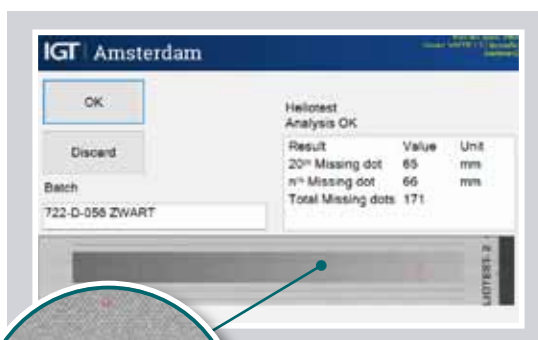 IGT Amsterdam
OK
Discard
Batch
722-D-056 ZWART
Heliotest
Analysis OK
Result Value Unit
20th Missing dot 65 mm
nth Missing dot 66 mm
Total Missing dots 171